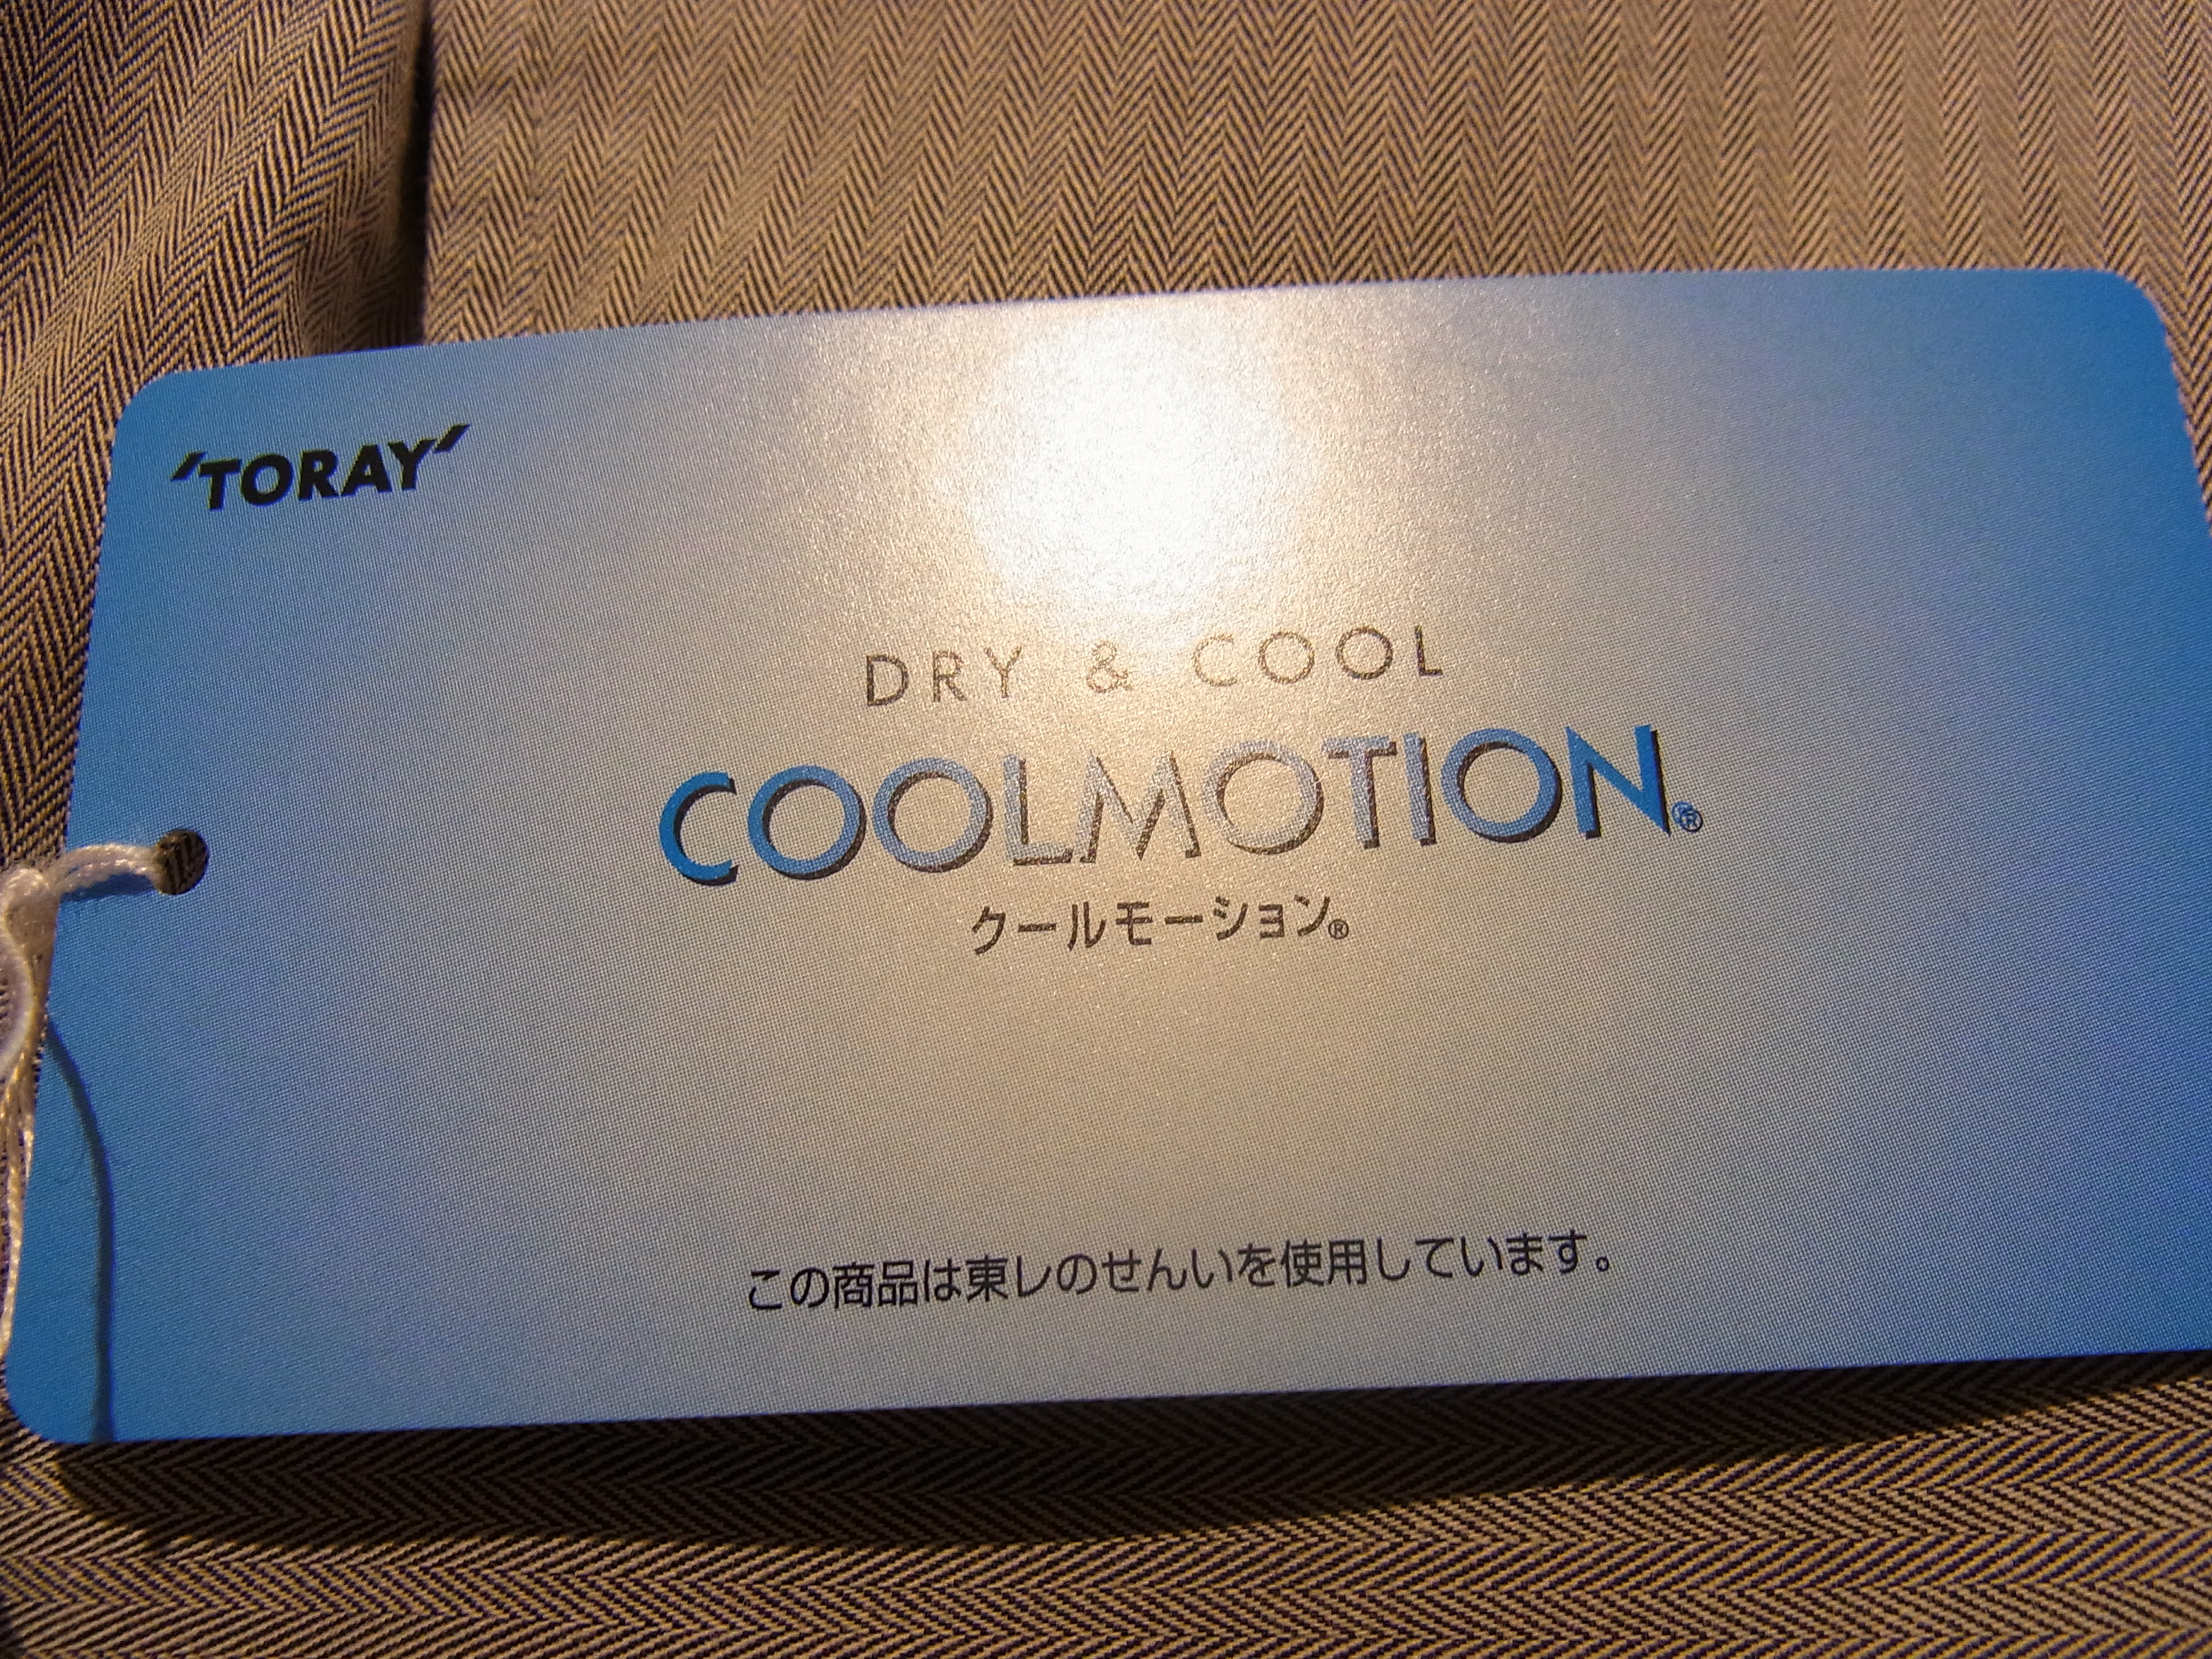 'TORAY'
DRY & COOL
COOLMOTION®
クールモーション®
この商品は東レのせんいを使用しています。